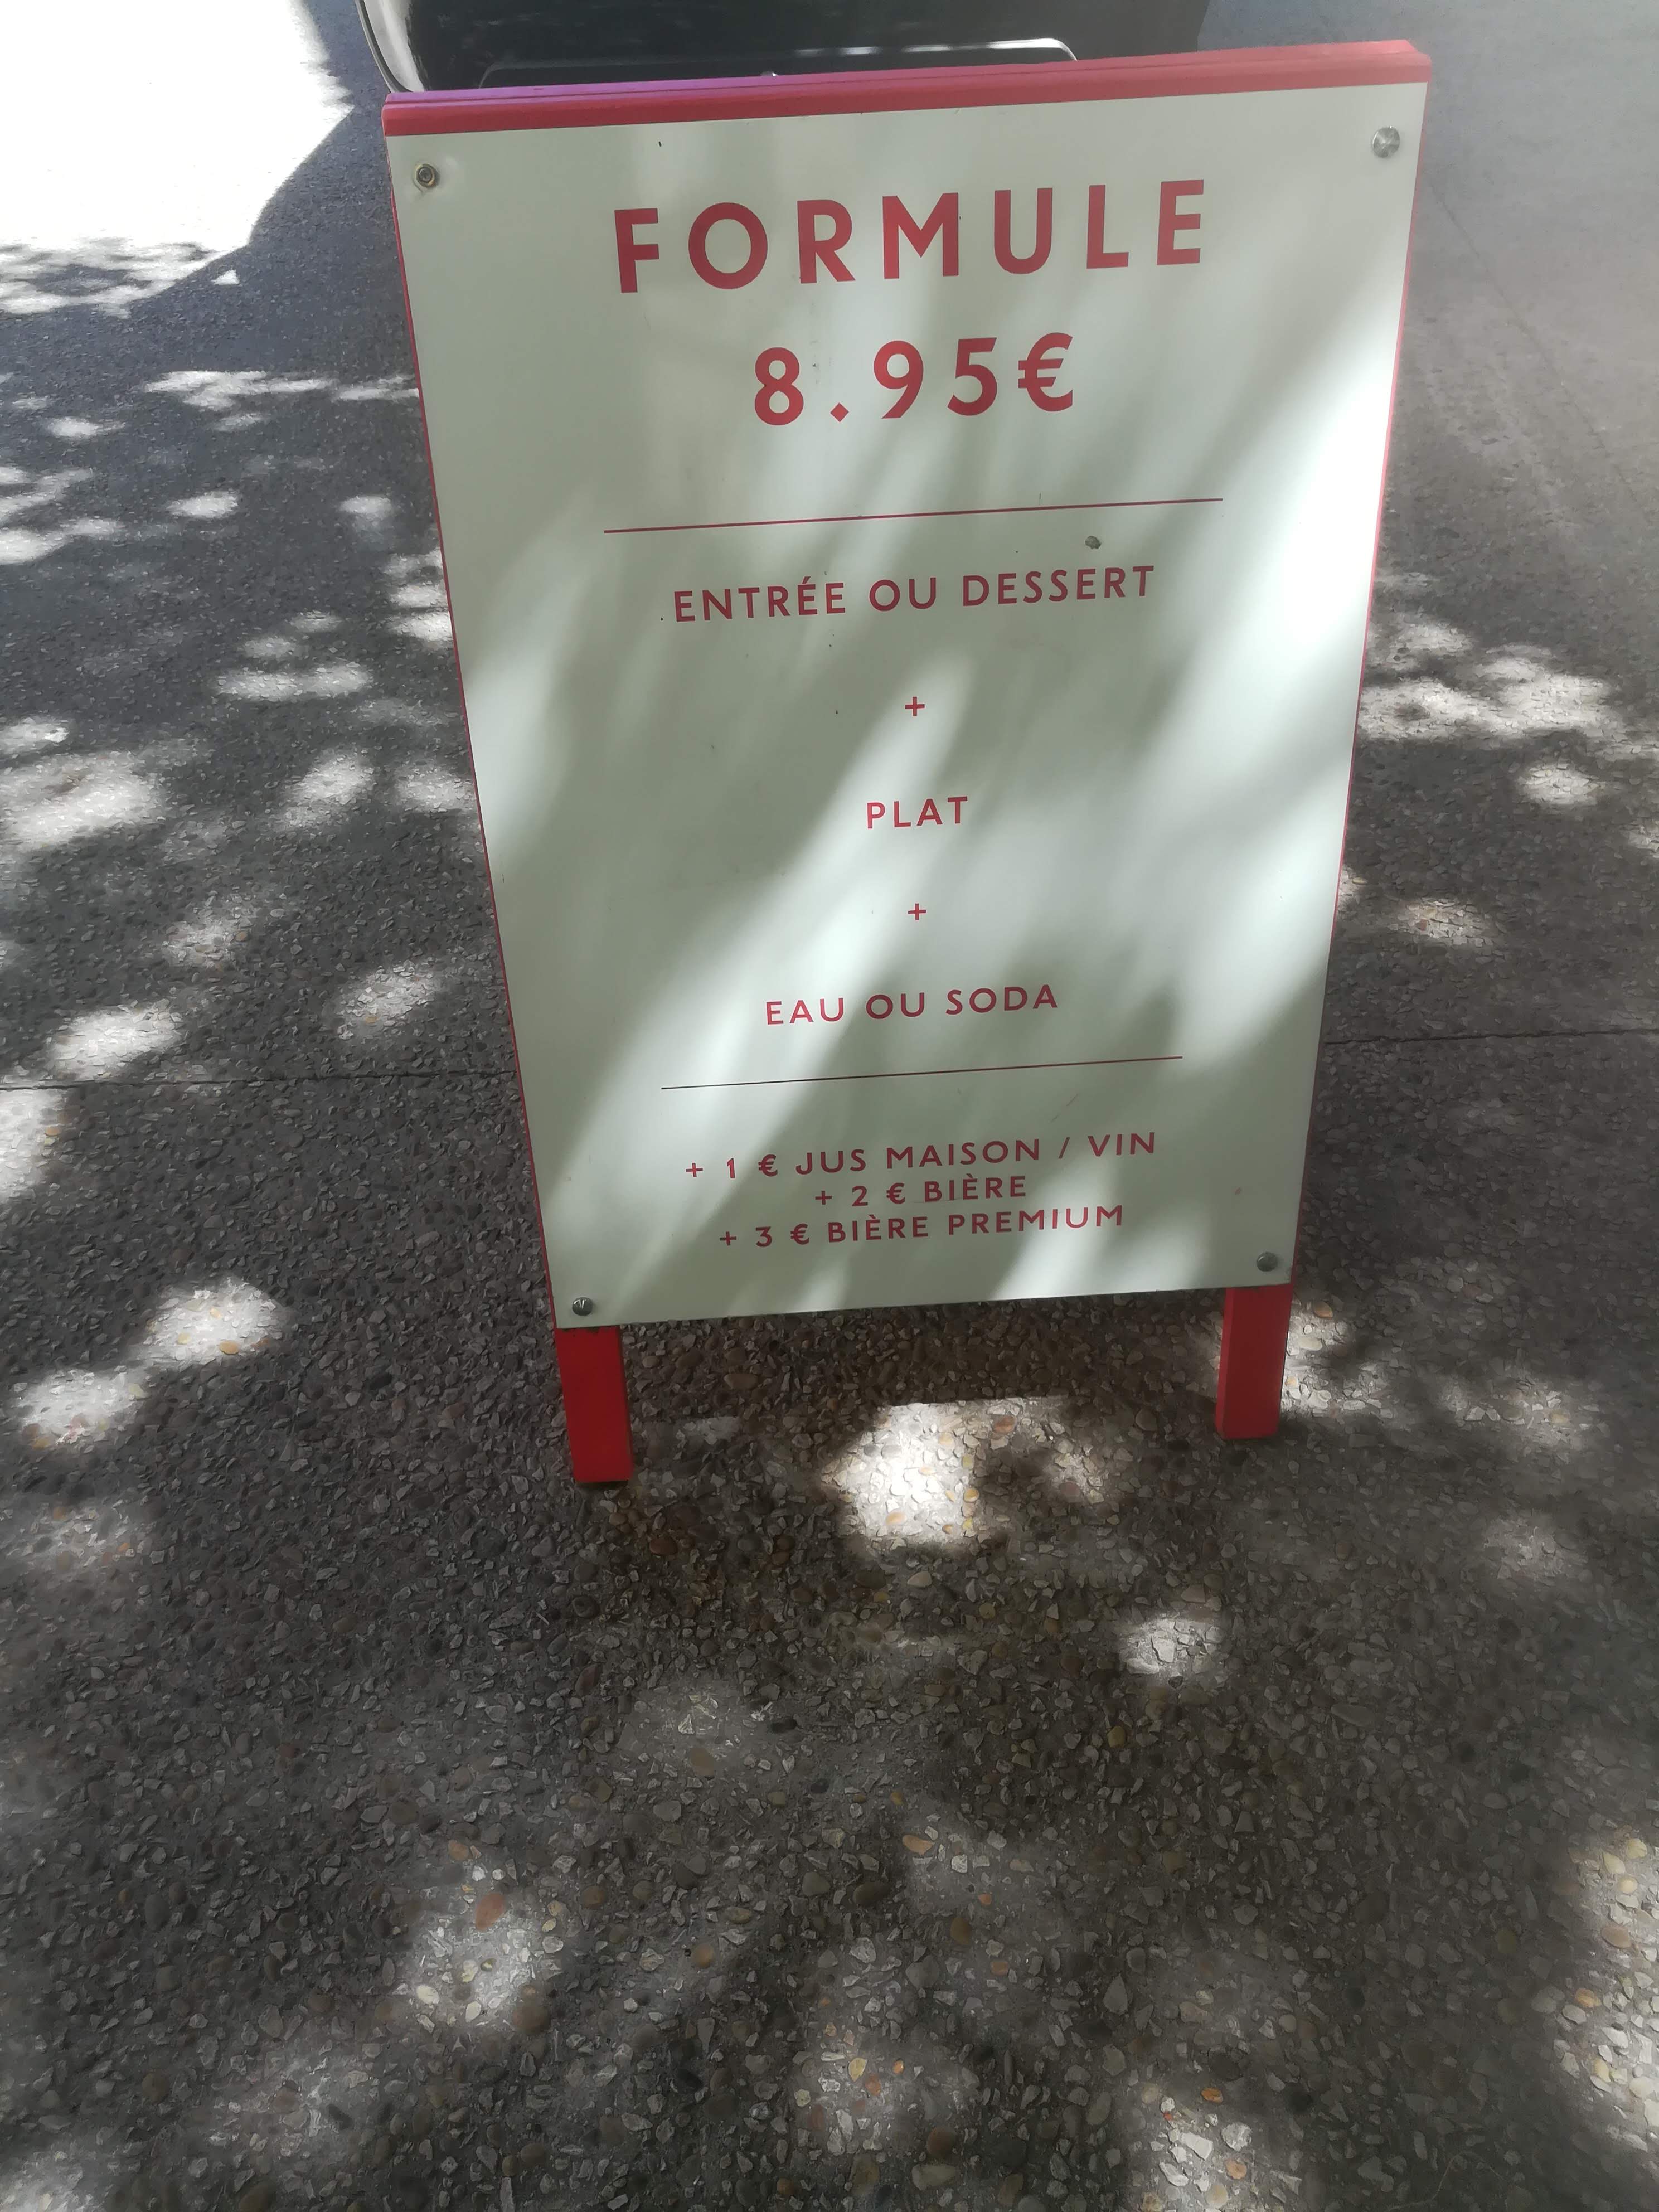 FORMULE
8.95€
ENTRÉE OU DESSERT
+
PLAT
+
EAU OU SODA
+ 1 € JUS MAISON / VIN
+ 2 € BIÈRE
+ 3 € BIÈRE PREMIUM